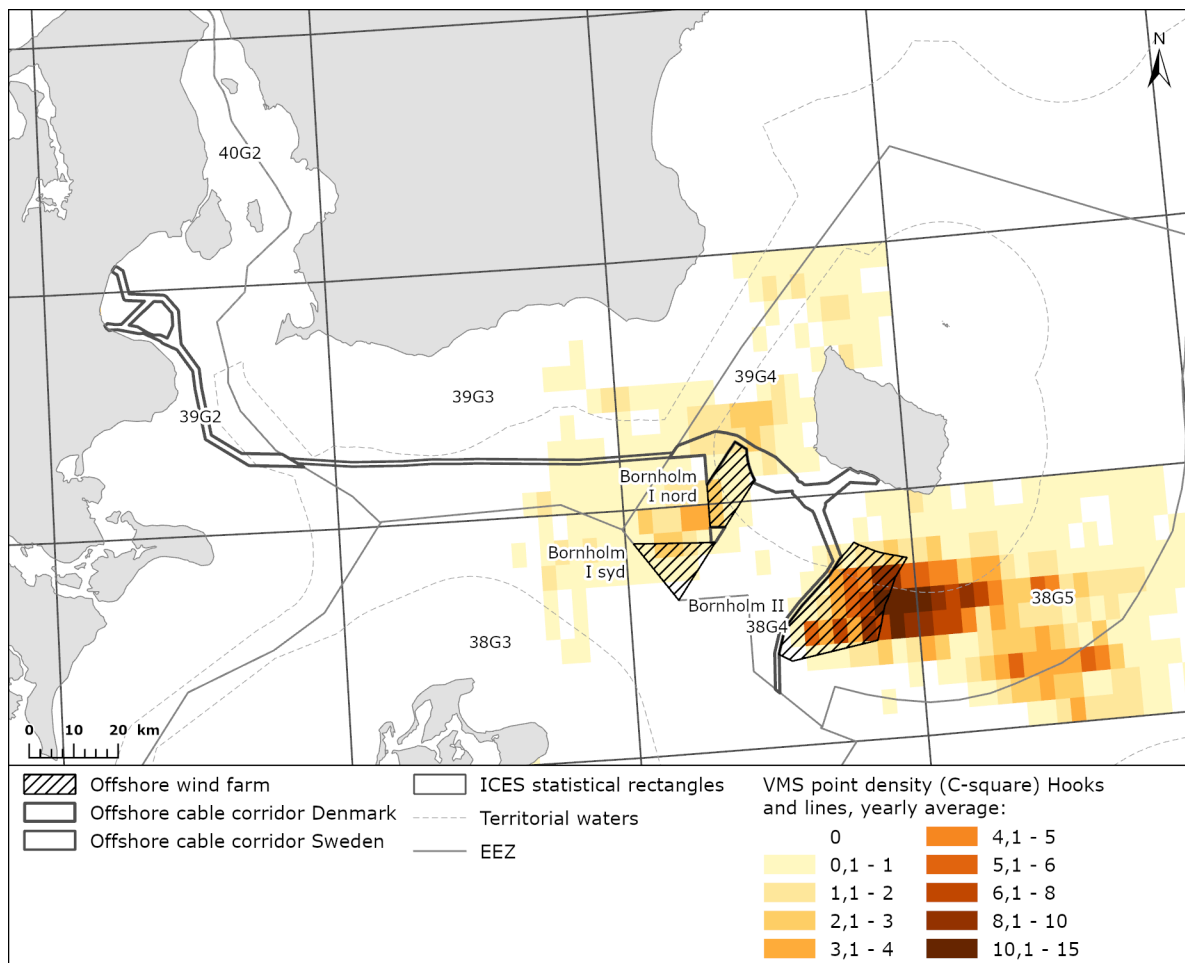 N
40G2
39G4
39G3
39G2
Bornholm
I nord
Bornholm
I syd
Bornholm II
38G5
38G4
38G3
0 10 20 km
Offshore wind farm
Offshore cable corridor Denmark
Offshore cable corridor Sweden
ICES statistical rectangles
Territorial waters
EEZ
VMS point density (C-square) Hooks
and lines, yearly average:
0
0,1 - 1
1,1 - 2
2,1 - 3
3,1 - 4
4,1 - 5
5,1 - 6
6,1 - 8
8,1 - 10
10,1 - 15